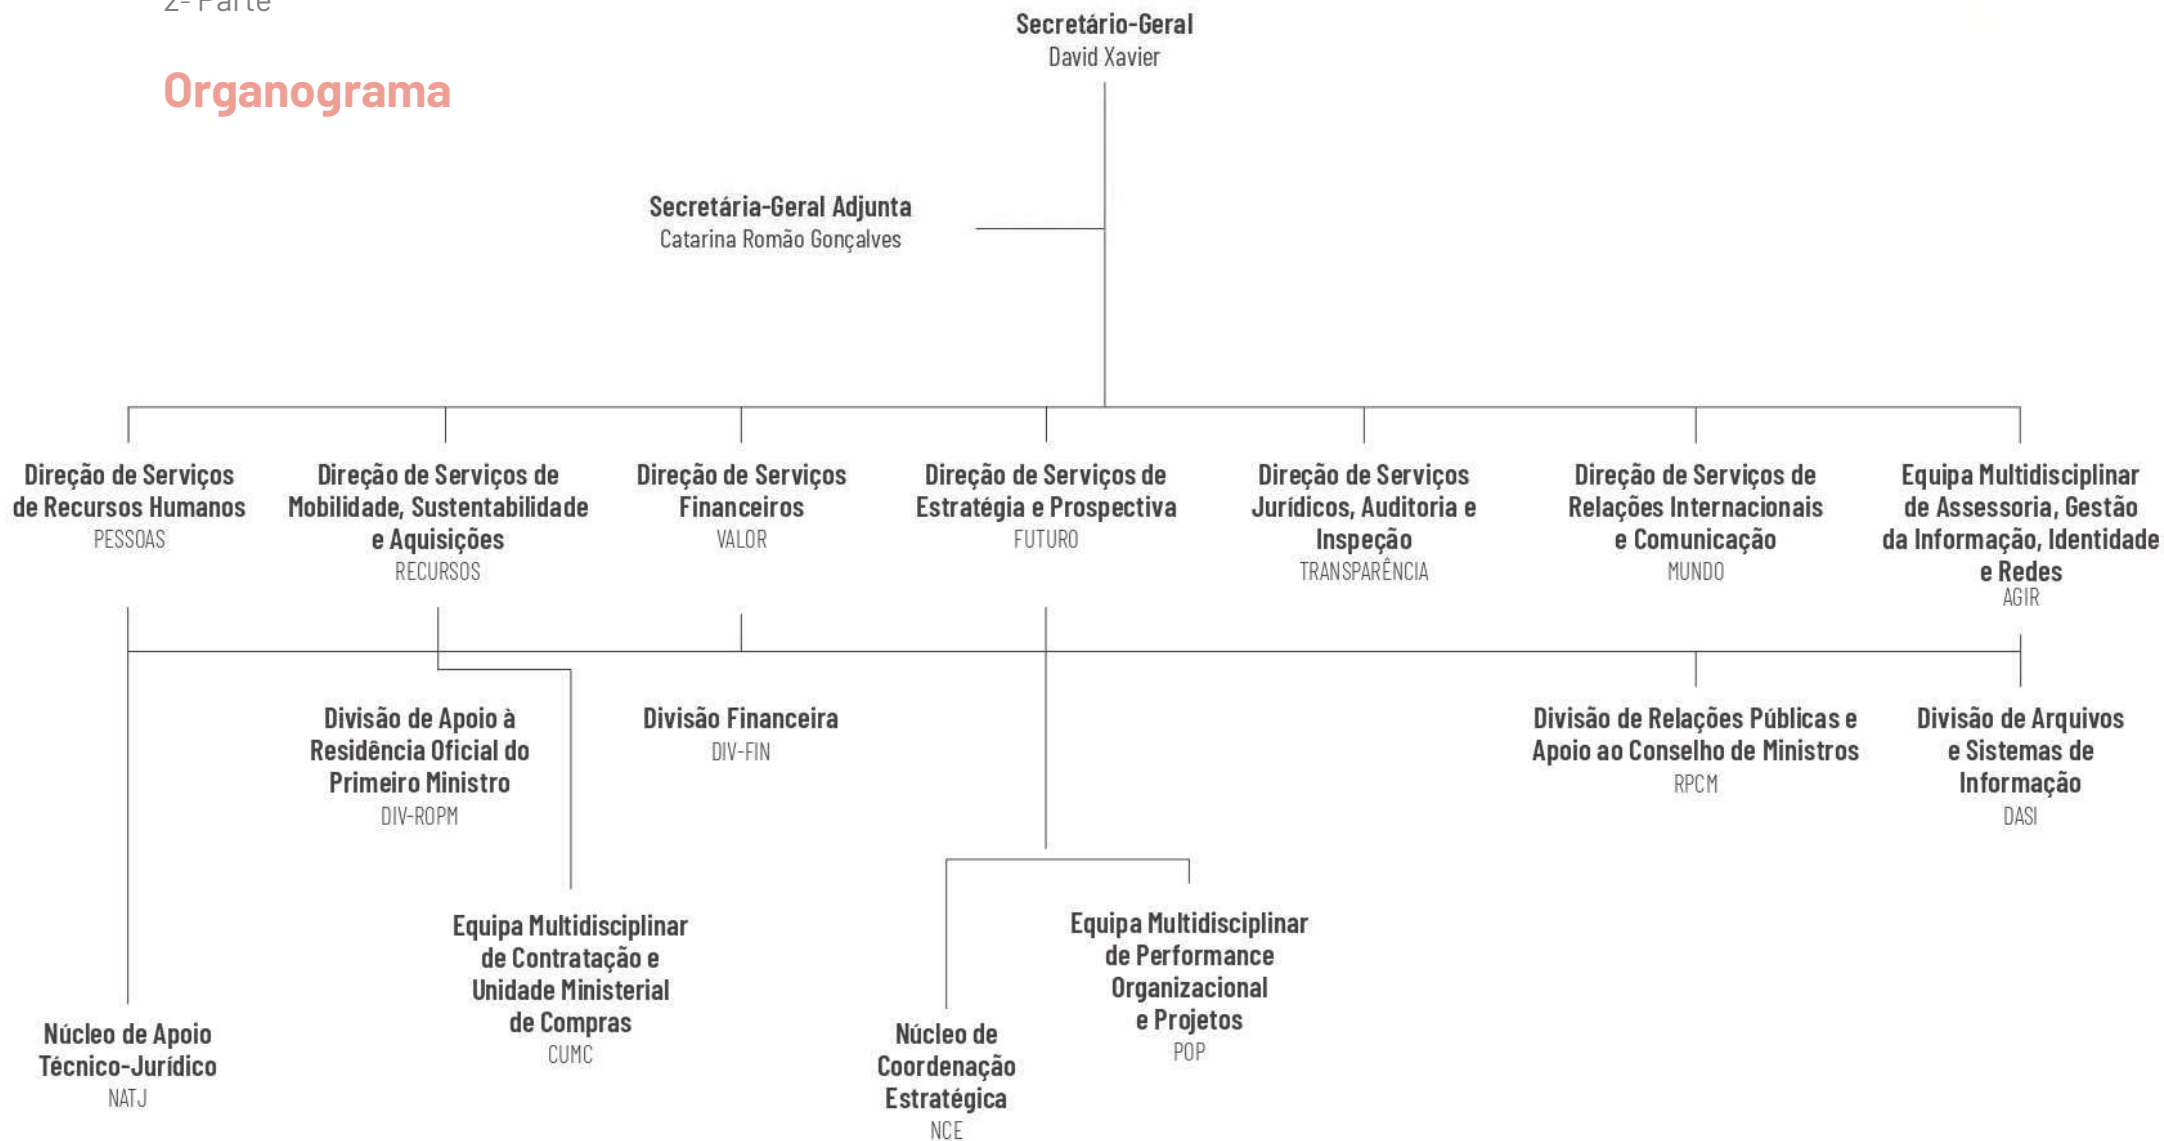 2- Parte
Organograma
Secretário-Geral
David Xavier
Secretária-Geral Adjunta
Catarina Romão Gonçalves
Direção de Serviços
de Recursos Humanos
PESSOAS
Direção de Serviços de
Mobilidade, Sustentabilidade
e Aquisições
RECURSOS
Direção de Serviços
Financeiros
VALOR
Direção de Serviços de
Estratégia e Prospectiva
FUTURO
Direção de Serviços
Jurídicos, Auditoria e
Inspeção
TRANSPARÊNCIA
Direção de Serviços de
Relações Internacionais
e Comunicação
MUNDO
Equipa Multidisciplinar
de Assessoria, Gestão
da Informação, Identidade
e Redes
AGIR
Divisão de Apoio à
Residência Oficial do
Primeiro Ministro
DIV-ROPM
Divisão Financeira
DIV-FIN
Divisão de Relações Públicas e
Apoio ao Conselho de Ministros
RPCM
Divisão de Arquivos
e Sistemas de
Informação
DASI
Núcleo de Apoio
Técnico-Jurídico
NATJ
Equipa Multidisciplinar
de Contratação e
Unidade Ministerial
de Compras
CUMC
Núcleo de
Coordenação
Estratégica
NCE
Equipa Multidisciplinar
de Performance
Organizacional
e Projetos
POP